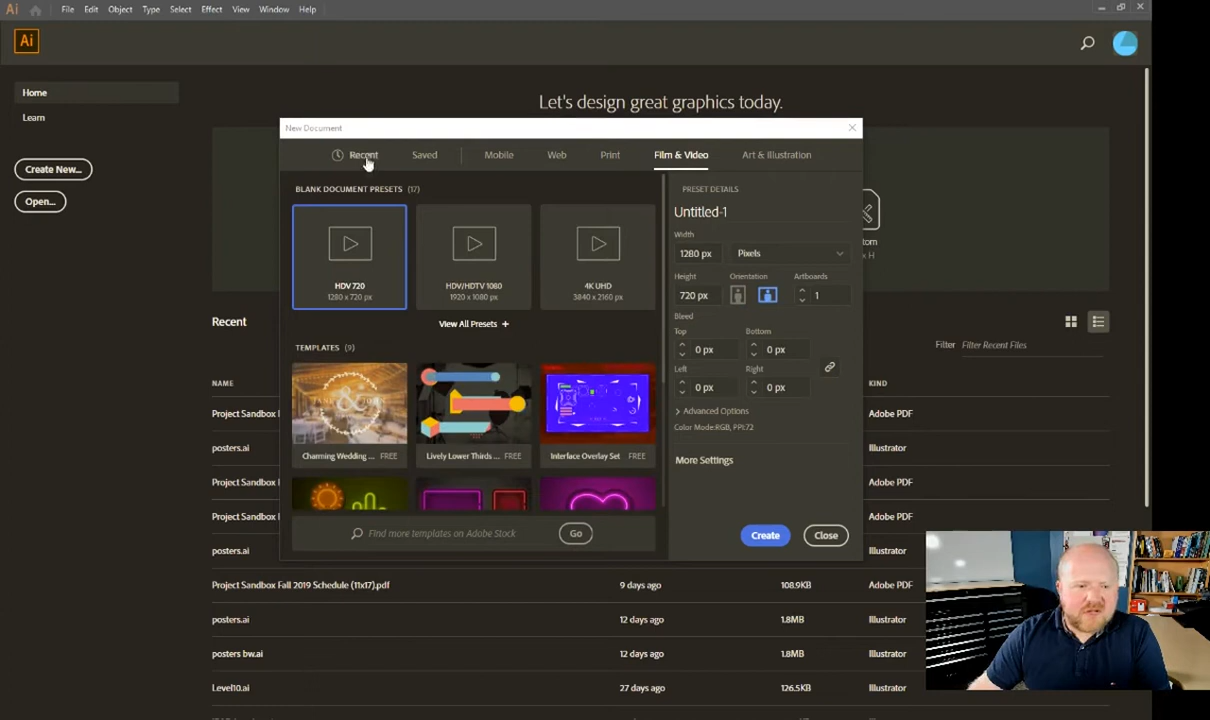 Ai File Edit Object Type Select Effect View Window Help
Ai
Home
Learn
Create New...
Open...
Let's design great graphics today.
New Document
Recent Saved Mobile Web Print Film & Video Art & Illustration
BLANK DOCUMENT PRESETS (17)
HDV 720
1280 x 720 px
HDV/HDTV 1080
1920 x 1080 px
4K UHD
3840 x 2160 px
View All Presets +
TEMPLATES (9)
Charming Wedding ... FREE
Lively Lower Thirds ... FREE
Interface Overlay Set FREE
Find more templates on Adobe Stock Go
PRESET DETAILS
Untitled-1
Width
1280 px Pixels
Height Orientation Artboards
720 px 1
Bleed
Top Bottom
0 px 0 px
Left Right
0 px 0 px
Advanced Options
Color Mode:RGB, PPI:72
More Settings
Create Close
tom
x H
Recent
Filter Filter Recent Files
NAME KIND
Project Sandbox Adobe PDF
posters.ai Illustrator
Project Sandbox Adobe PDF
Project Sandbox Adobe PDF
posters.ai Illustrator
Project Sandbox Fall 2019 Schedule (11x17).pdf 9 days ago 108.9KB Adobe PDF
posters.ai 12 days ago 1.8MB Illustrator
posters bw.ai 12 days ago 1.8MB Illustrator
Level10.ai 27 days ago 126.5KB Illustrator